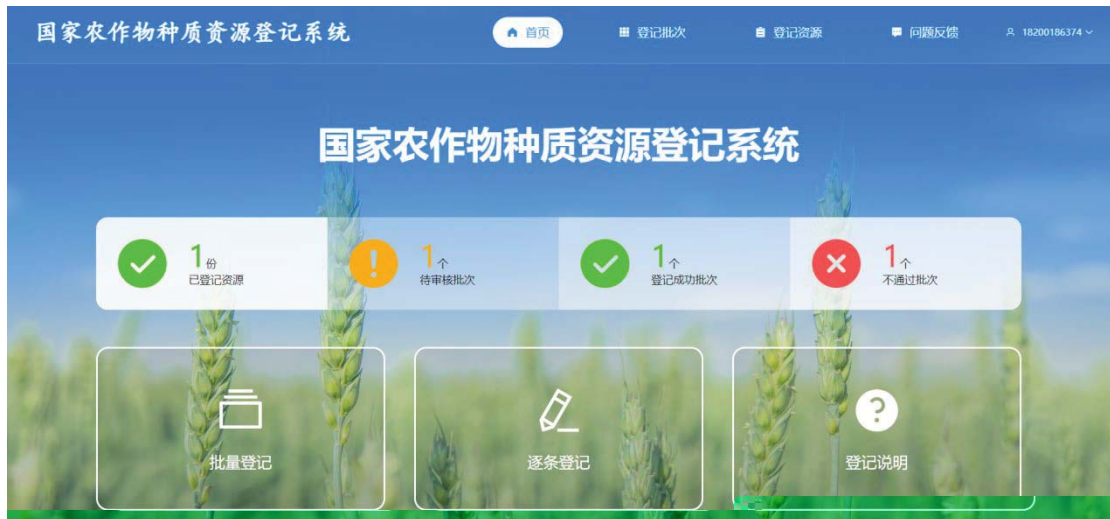 国家农作物种质资源登记系统
首页
登记批次
登记资源
问题反馈
18200186374
国家农作物种质资源登记系统
1份
已登记资源
1个
待审核批次
1个
登记成功批次
1个
不通过批次
批量登记
逐条登记
登记说明